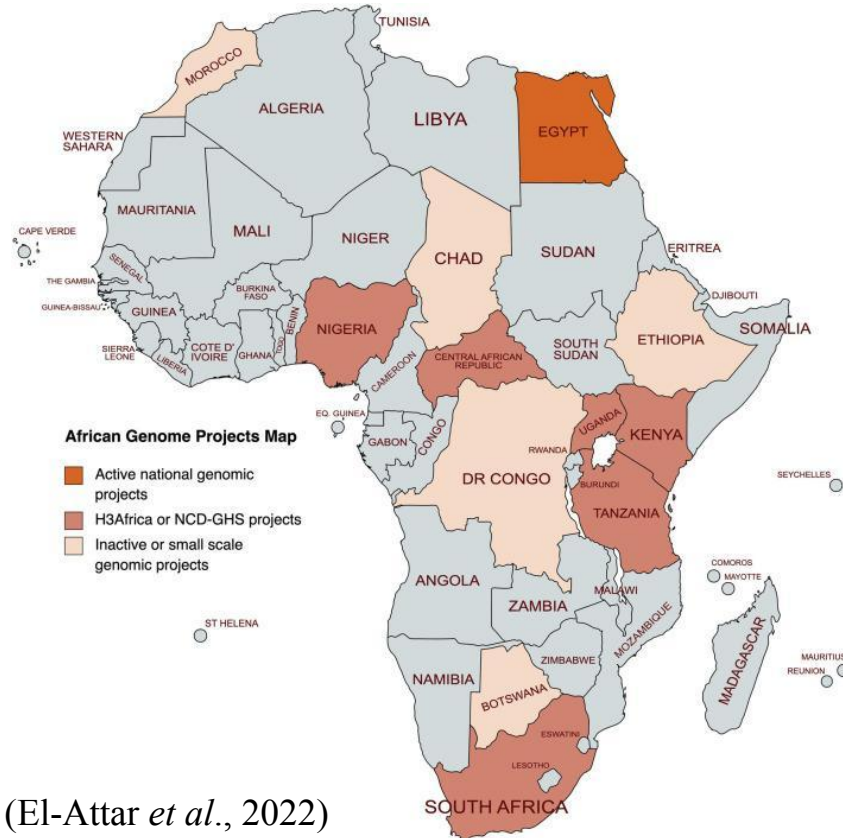 TUNISIA
MOROCCO
ALGERIA
LIBYA
EGYPT
WESTERN
SAHARA
MAURITANIA
MALI
NIGER
CHAD
SUDAN
ERITREA
CAPE VERDE
SENEGAL
THE GAMBIA
GUINEA-BISSAU
GUINEA
SIERRA
LEONE
LIBERIA
COTE D'
IVOIRE
BURKINA
FASO
GHANA
TOGO
BENIN
NIGERIA
CAMEROON
CENTRAL AFRICAN
REPUBLIC
SOUTH
SUDAN
ETHIOPIA
DJIBOUTI
SOMALIA
EQ. GUINEA
GABON
CONGO
DR CONGO
UGANDA
KENYA
RWANDA
BURUNDI
TANZANIA
SEYCHELLES
African Genome Projects Map
Active national genomic
projects
H3Africa or NCD-GHS projects
Inactive or small scale
genomic projects
ANGOLA
ZAMBIA
MALAWI
MOZAMBIQUE
COMOROS
MAYOTTE
MADAGASCAR
MAURITIUS
REUNION
ST HELENA
NAMIBIA
ZIMBABWE
BOTSWANA
ESWATINI
LESOTHO
SOUTH AFRICA
(El-Attar et al., 2022)